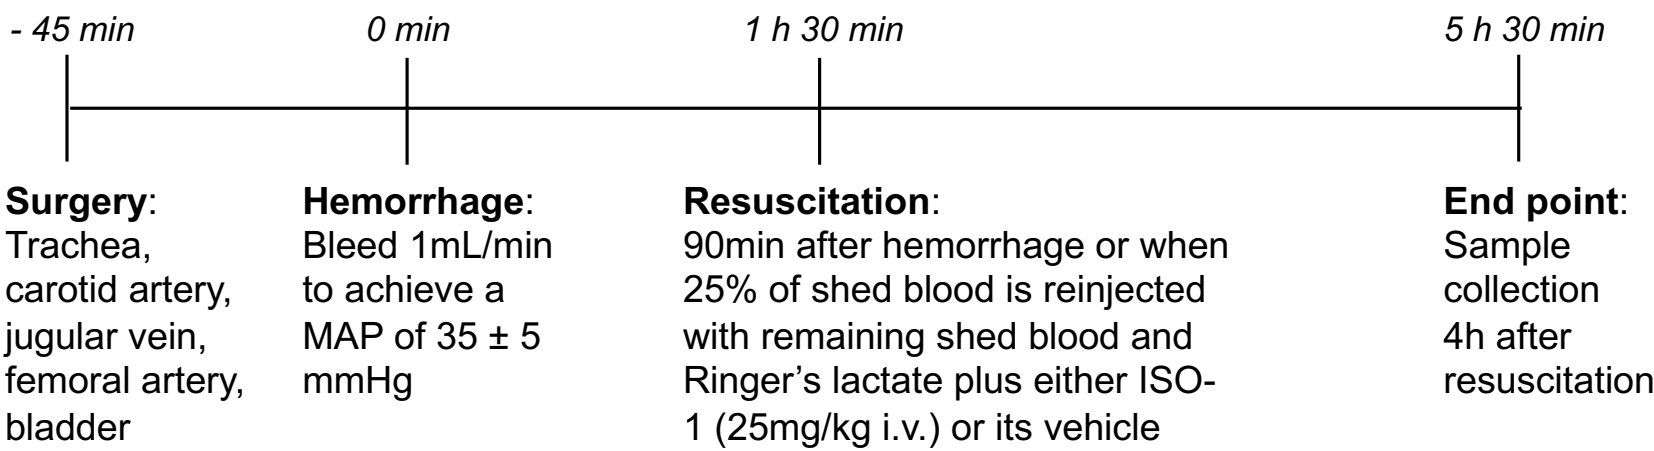 - 45 min 0 min 1 h 30 min 5 h 30 min
Surgery:
Trachea,
carotid artery,
jugular vein,
femoral artery,
bladder
Hemorrhage:
Bleed 1mL/min
to achieve a
MAP of 35 ± 5
mmHg
Resuscitation:
90min after hemorrhage or when
25% of shed blood is reinjected
with remaining shed blood and
Ringer’s lactate plus either ISO-
1 (25mg/kg i.v.) or its vehicle
End point:
Sample
collection
4h after
resuscitation